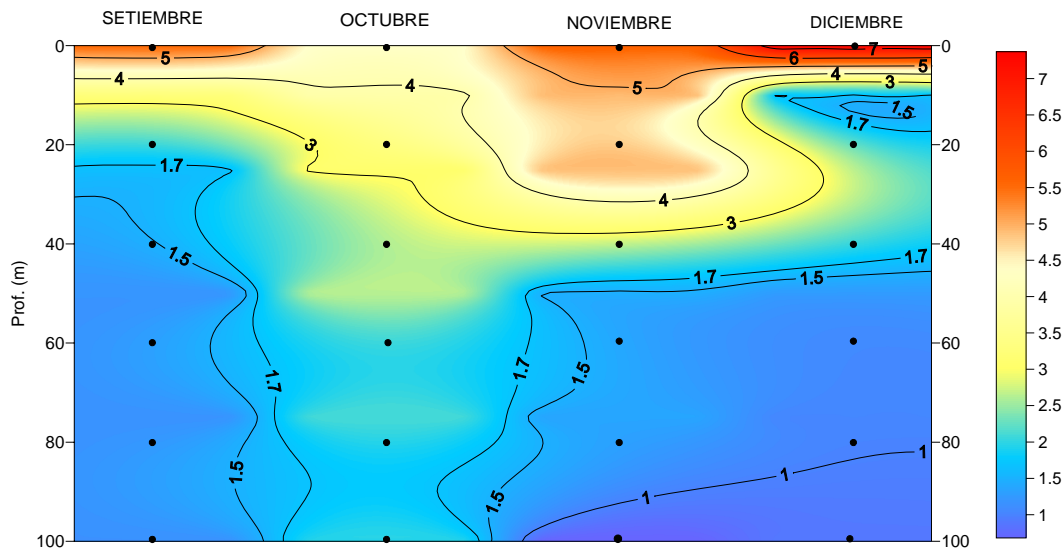 SETIEMBRE OCTUBRE NOVIEMBRE DICIEMBRE
0 5 5 6 7 0
4 4 4 5
3 7
1.5
1.7 6.5
20 3 20
1.7 6
4 5.5
3 5
40 40
1.5 1.7 4.5
1.7 1.5
Prof. (m) 4
60 60
1.7 1.7 1.5 3.5
3
80 1 80 2.5
1.5 1 2
1.5 1 1.5
100 100 1